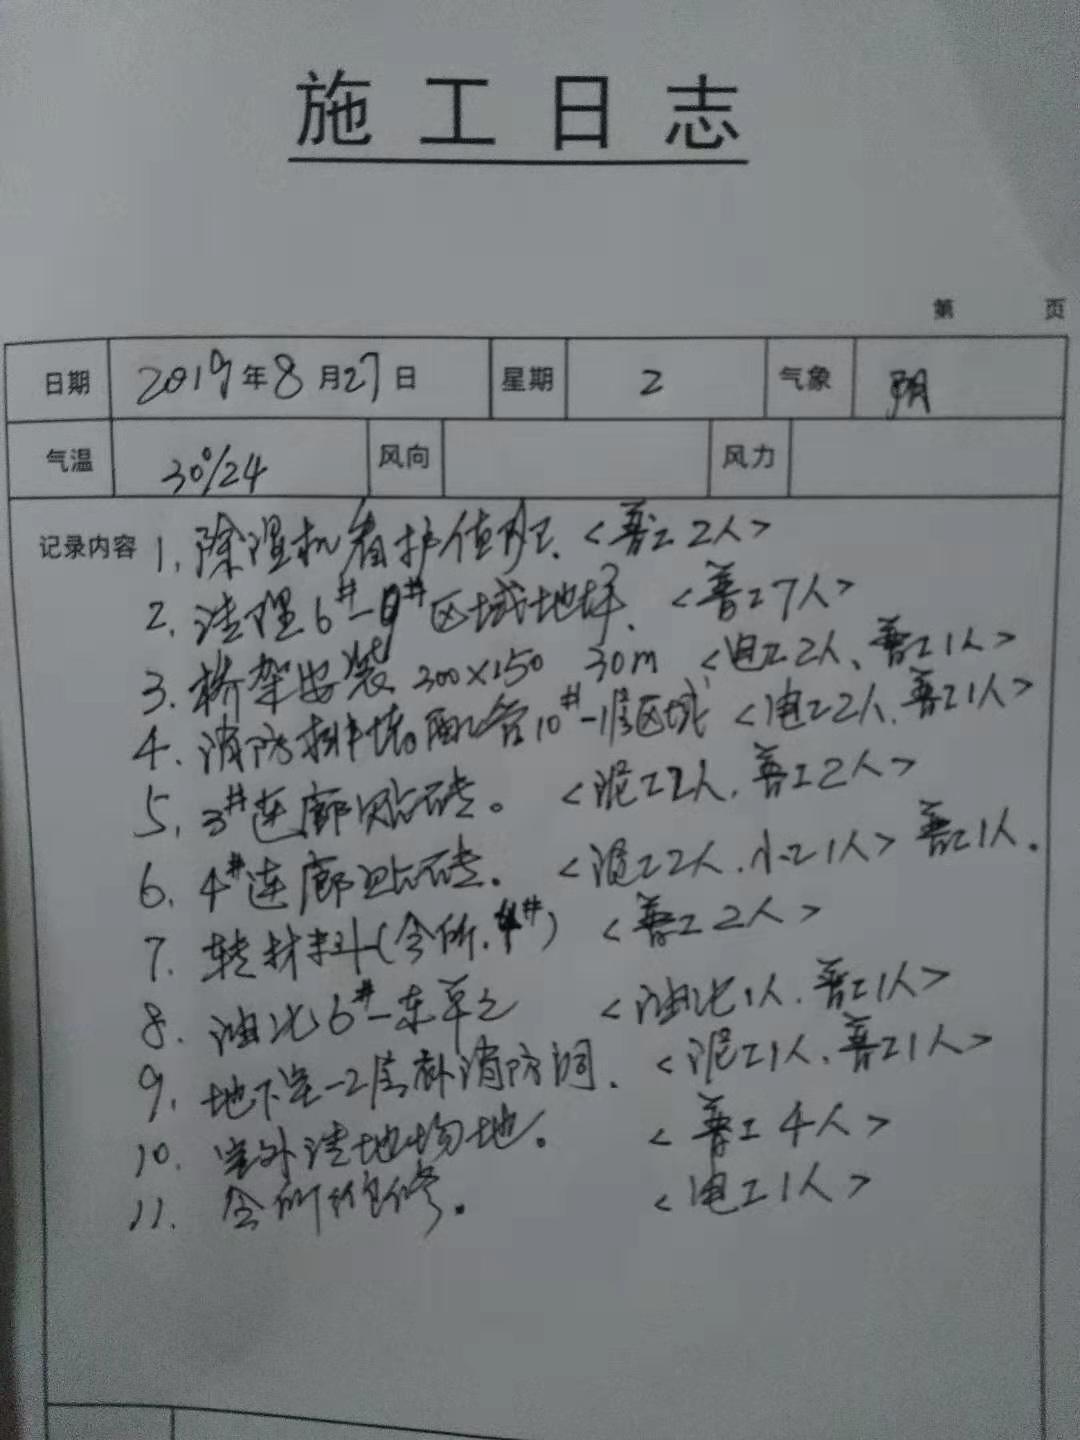 施工日志
第 页
日期 2019年8月27日 星期 2 气象 阴
气温 30°/24 风向 风力
记录内容 1. 除湿机看护值班. <普工2人>
2. 清理6#-9#区域地坪. <普工7人>
3. 桥架安装 200×150 30m <电工2人、普工1人>
4. 消防排烟配管10#-1层区域 <电工2人.普工1人>
5. 3#连廊贴砖。 <泥工2人.普工2人>
6. 4#连廊贴砖. <泥工2人.小工1人> 普工1人.
7. 转材料(会所.4#) <普工2人>
8. 油化6#-东单元 <油化1人.普工1人>
9. 地下室-2层补消防洞. <泥工1人、普工1人>
10. 室外清地场地。 <普工4人>
11. 会所维修. <电工1人>